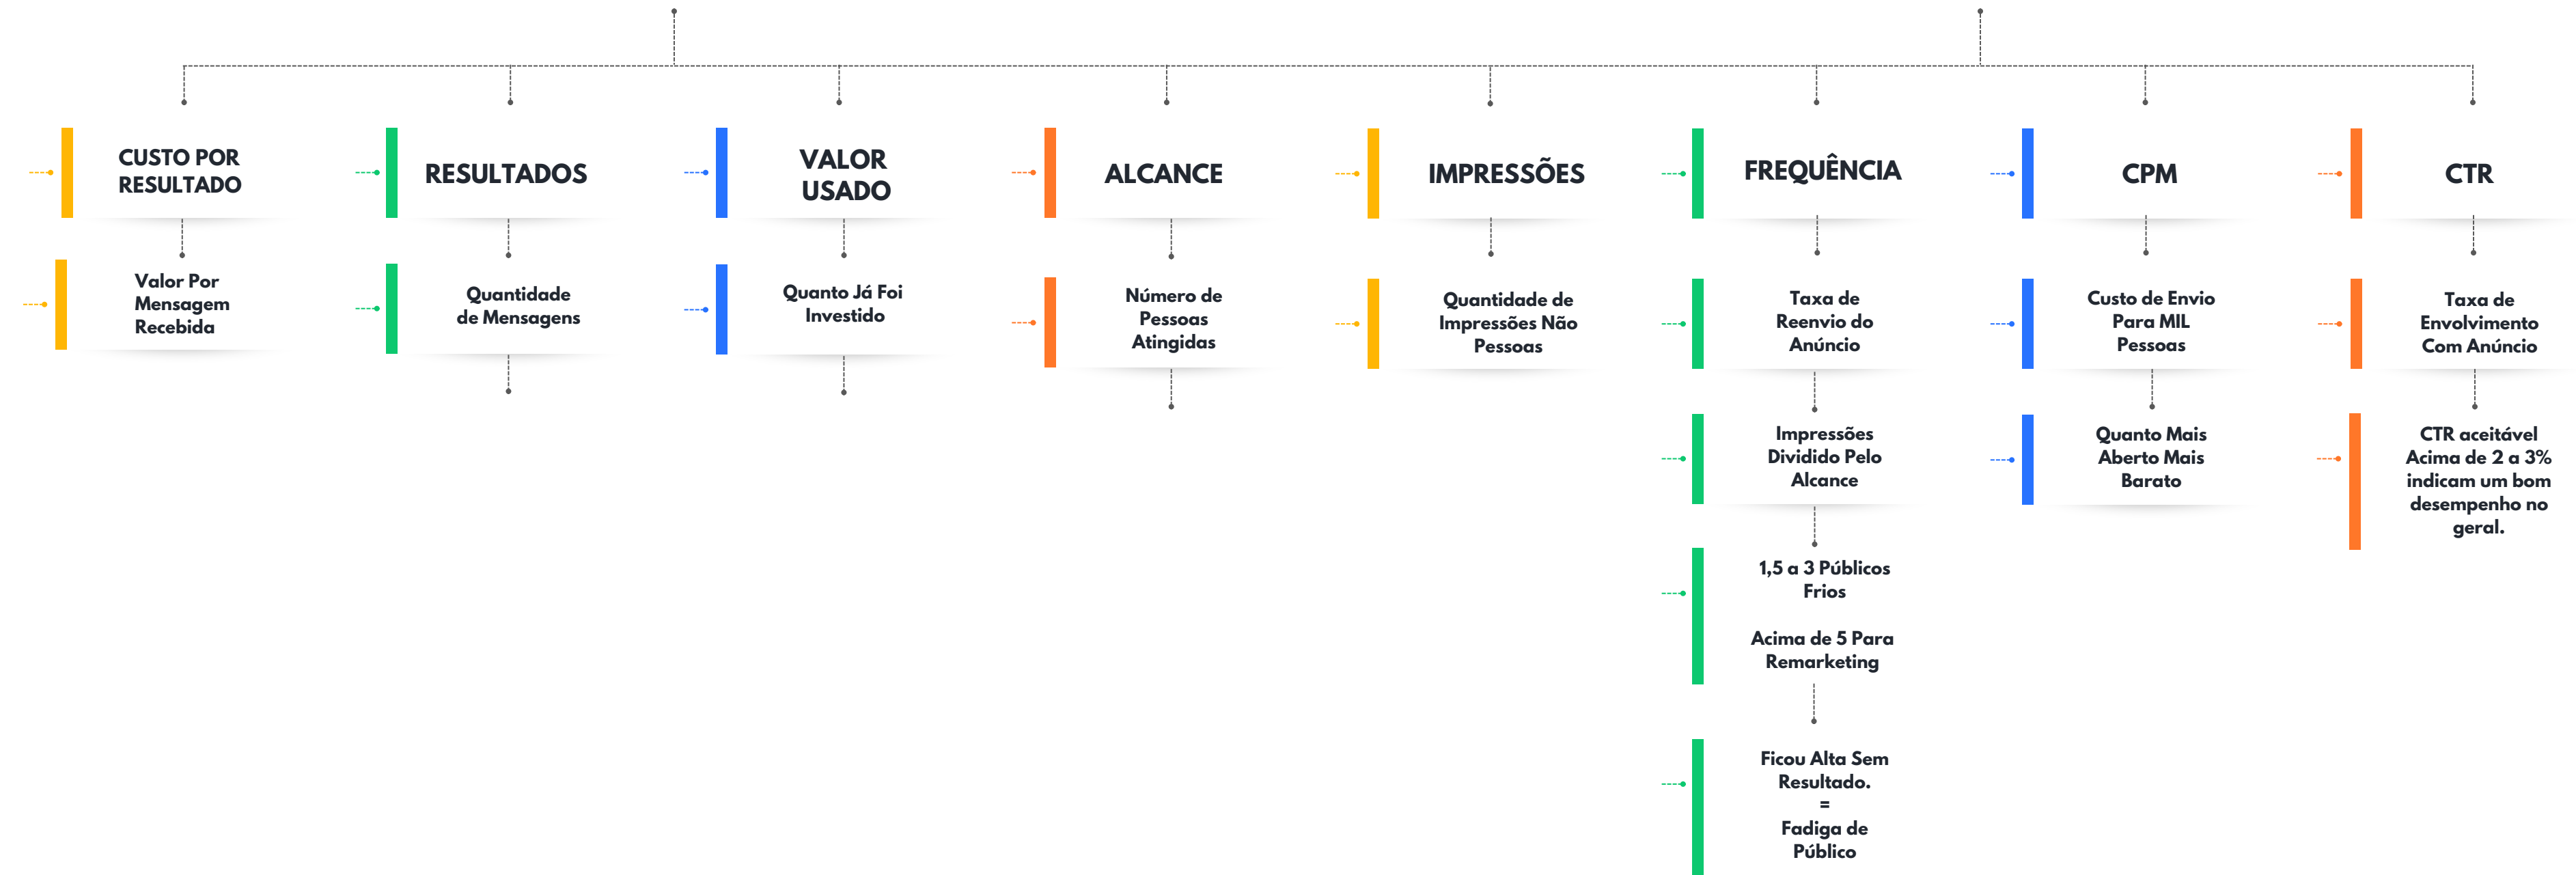 CUSTO POR
RESULTADO
Valor Por
Mensagem
Recebida
RESULTADOS
Quantidade
de Mensagens
VALOR
USADO
Quanto Já Foi
Investido
ALCANCE
Número de
Pessoas
Atingidas
IMPRESSÕES
Quantidade de
Impressões Não
Pessoas
FREQUÊNCIA
Taxa de
Reenvio do
Anúncio
Impressões
Dividido Pelo
Alcance
1,5 a 3 Públicos
Frios
Acima de 5 Para
Remarketing
Ficou Alta Sem
Resultado.
=
Fadiga de
Público
CPM
Custo de Envio
Para MIL
Pessoas
Quanto Mais
Aberto Mais
Barato
CTR
Taxa de
Envolvimento
Com Anúncio
CTR aceitável
Acima de 2 a 3%
indicam um bom
desempenho no
geral.